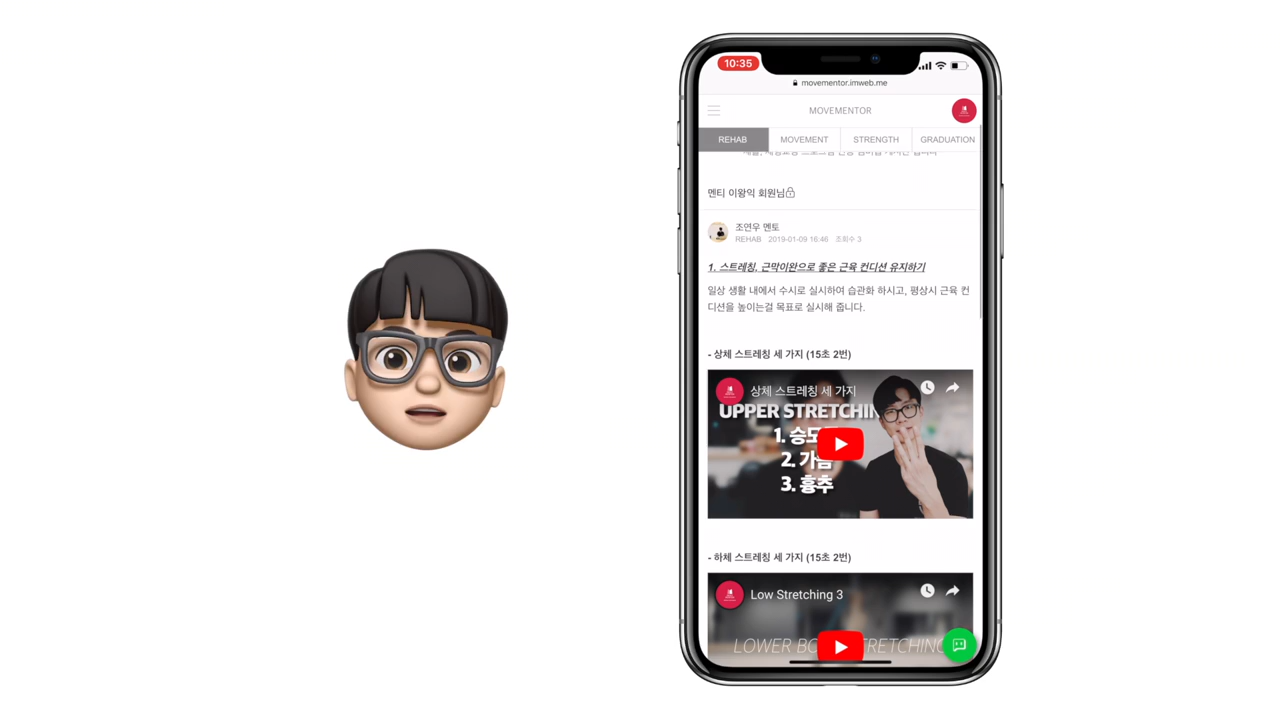 10:35
movementor.imweb.me
MOVEMENTOR
REHAB
MOVEMENT
STRENGTH
GRADUATION
멘티 이왕익 회원님
조연우 멘토
REHAB 2019-01-09 16:46 조회수 3
1. 스트레칭, 근막이완으로 좋은 근육 컨디션 유지하기
일상 생활 내에서 수시로 실시하여 습관화 하시고, 평상시 근육 컨
디션을 높이는걸 목표로 실시해 줍니다.
- 상체 스트레칭 세 가지 (15초 2번)
상체 스트레칭 세 가지
UPPER STRETCHIN
1. 승모
2. 가슴
3. 흉추
- 하체 스트레칭 세 가지 (15초 2번)
Low Stretching 3
LOWER BO STRETCHING